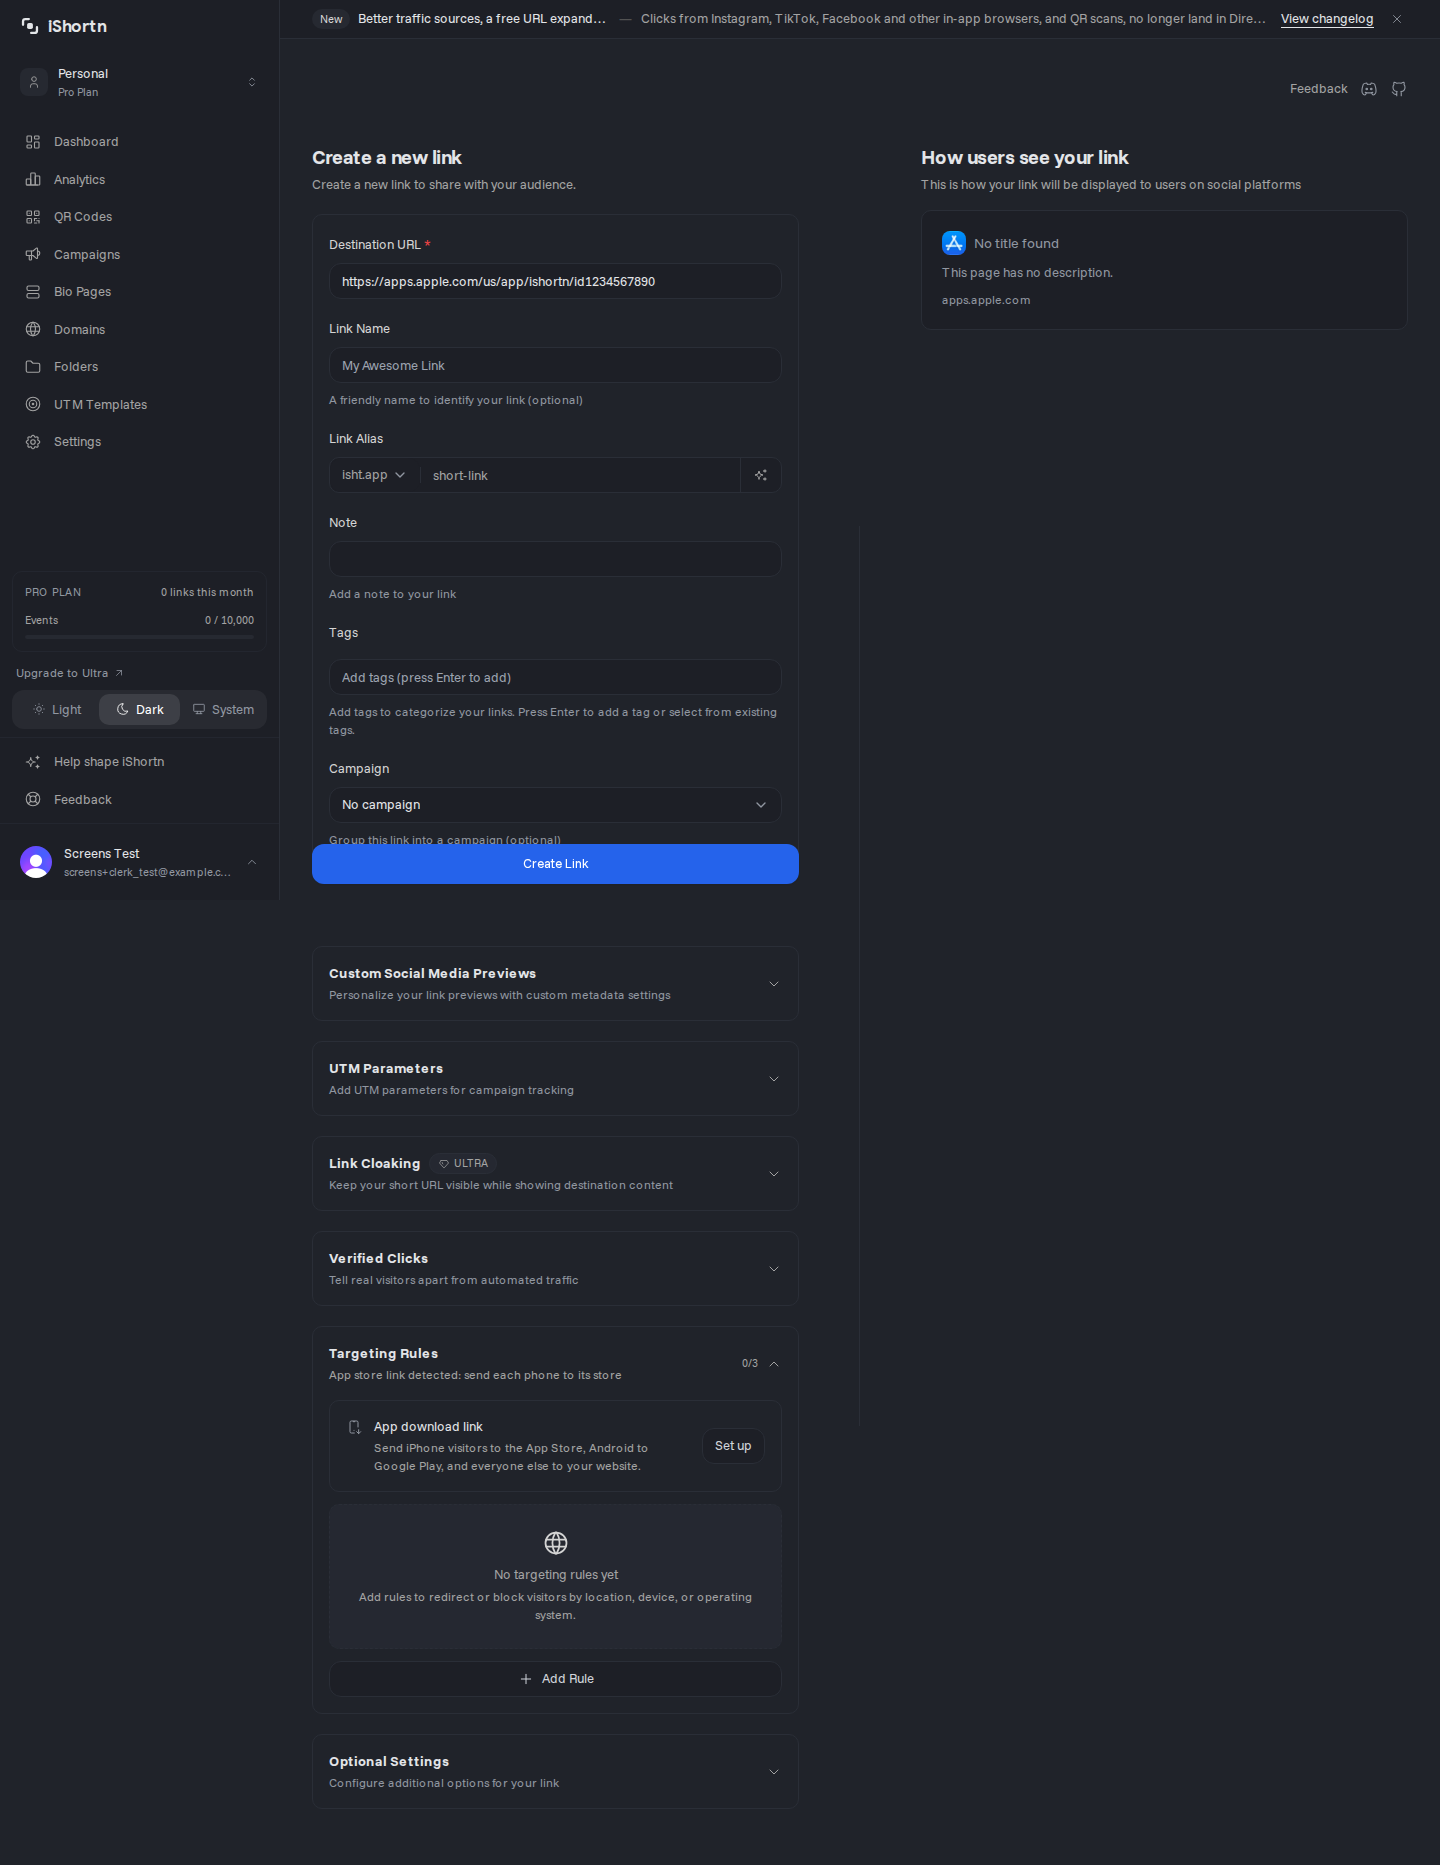 iShortn
Personal
Pro Plan
Dashboard
Analytics
QR Codes
Campaigns
Bio Pages
Domains
Folders
UTM Templates
Settings
PRO PLAN 0 links this month
Events 0 / 10,000
Upgrade to Ultra
Light Dark System
Help shape iShortn
Feedback
Screens Test
screens+clerk_test@example.c...
New Better traffic sources, a free URL expand... — Clicks from Instagram, TikTok, Facebook and other in-app browsers, and QR scans, no longer land in Dire... View changelog
Feedback
Create a new link
Create a new link to share with your audience.
Destination URL *
https://apps.apple.com/us/app/ishortn/id1234567890
Link Name
My Awesome Link
A friendly name to identify your link (optional)
Link Alias
isht.app short-link
Note
Add a note to your link
Tags
Add tags (press Enter to add)
Add tags to categorize your links. Press Enter to add a tag or select from existing
tags.
Campaign
No campaign
Group this link into a campaign (optional)
Create Link
Custom Social Media Previews
Personalize your link previews with custom metadata settings
UTM Parameters
Add UTM parameters for campaign tracking
Link Cloaking ULTRA
Keep your short URL visible while showing destination content
Verified Clicks
Tell real visitors apart from automated traffic
Targeting Rules
App store link detected: send each phone to its store
0/3
App download link
Send iPhone visitors to the App Store, Android to
Google Play, and everyone else to your website.
Set up
No targeting rules yet
Add rules to redirect or block visitors by location, device, or operating
system.
Add Rule
Optional Settings
Configure additional options for your link
How users see your link
This is how your link will be displayed to users on social platforms
No title found
This page has no description.
apps.apple.com